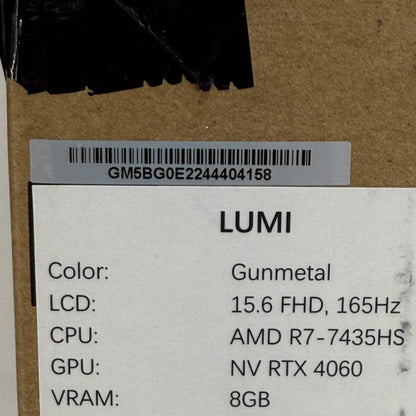 GM5BG0E2244404158
LUMI
Color: Gunmetal
LCD: 15.6 FHD, 165Hz
CPU: AMD R7-7435HS
GPU: NV RTX 4060
VRAM: 8GB